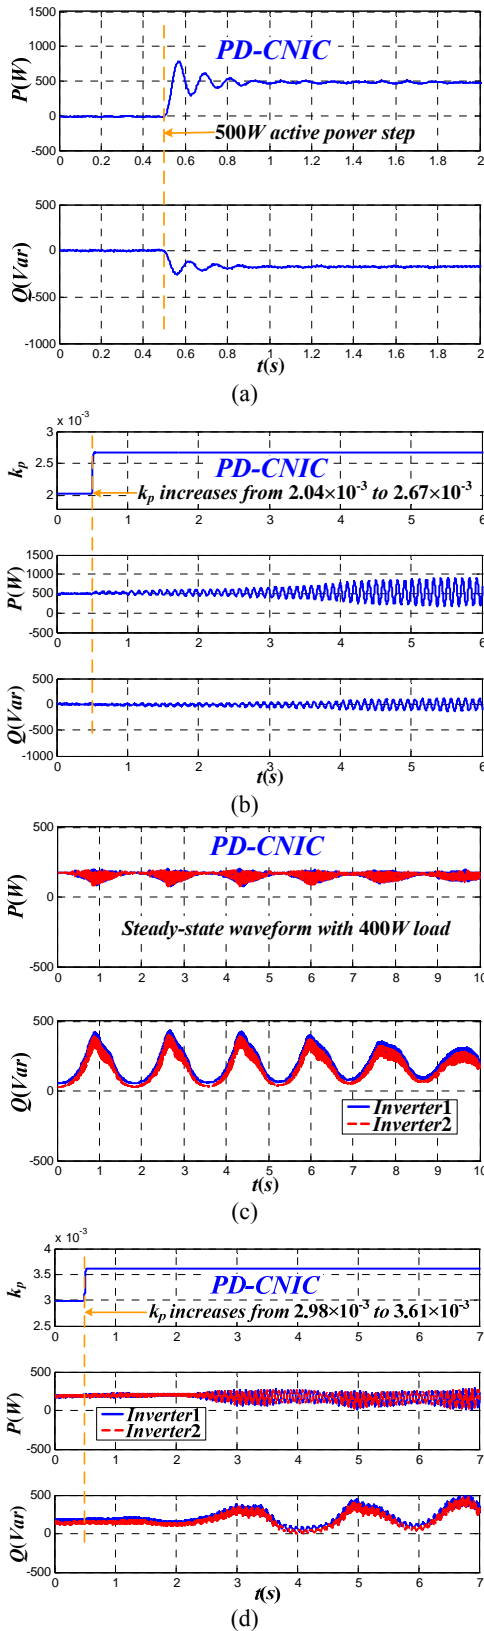 1500
1000
500
0
-500
P(W)
PD-CNIC
500W active power step
0 0.2 0.4 0.6 0.8 1 1.2 1.4 1.6 1.8 2
500
0
-500
-1000
Q(Var)
0 0.2 0.4 0.6 0.8 1 1.2 1.4 1.6 1.8 2
t(s)
(a)
x 10⁻³
3
2.5
2
kp
PD-CNIC
kp increases from 2.04×10⁻³ to 2.67×10⁻³
0 1 2 3 4 5 6
1500
1000
500
0
-500
P(W)
0 1 2 3 4 5 6
500
0
-500
-1000
Q(Var)
0 1 2 3 4 5 6
t(s)
(b)
500
0
-500
P(W)
PD-CNIC
Steady-state waveform with 400W load
0 1 2 3 4 5 6 7 8 9 10
500
0
-500
Q(Var)
Inverter1
Inverter2
0 1 2 3 4 5 6 7 8 9 10
t(s)
(c)
x 10⁻³
4
3.5
3
2.5
kp
PD-CNIC
kp increases from 2.98×10⁻³ to 3.61×10⁻³
0 1 2 3 4 5 6 7
500
0
-500
P(W)
Inverter1
Inverter2
0 1 2 3 4 5 6 7
500
0
-500
Q(Var)
0 1 2 3 4 5 6 7
t(s)
(d)